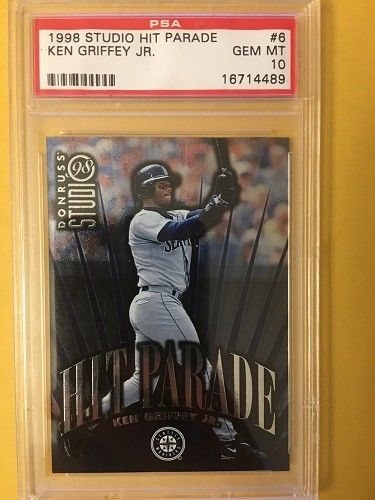 PSA
1998 STUDIO HIT PARADE #6
KEN GRIFFEY JR. GEM MT
10
16714489
DONRUSS
STUDIO 98
SEA
HIT PARADE
KEN GRIFFEY JR.